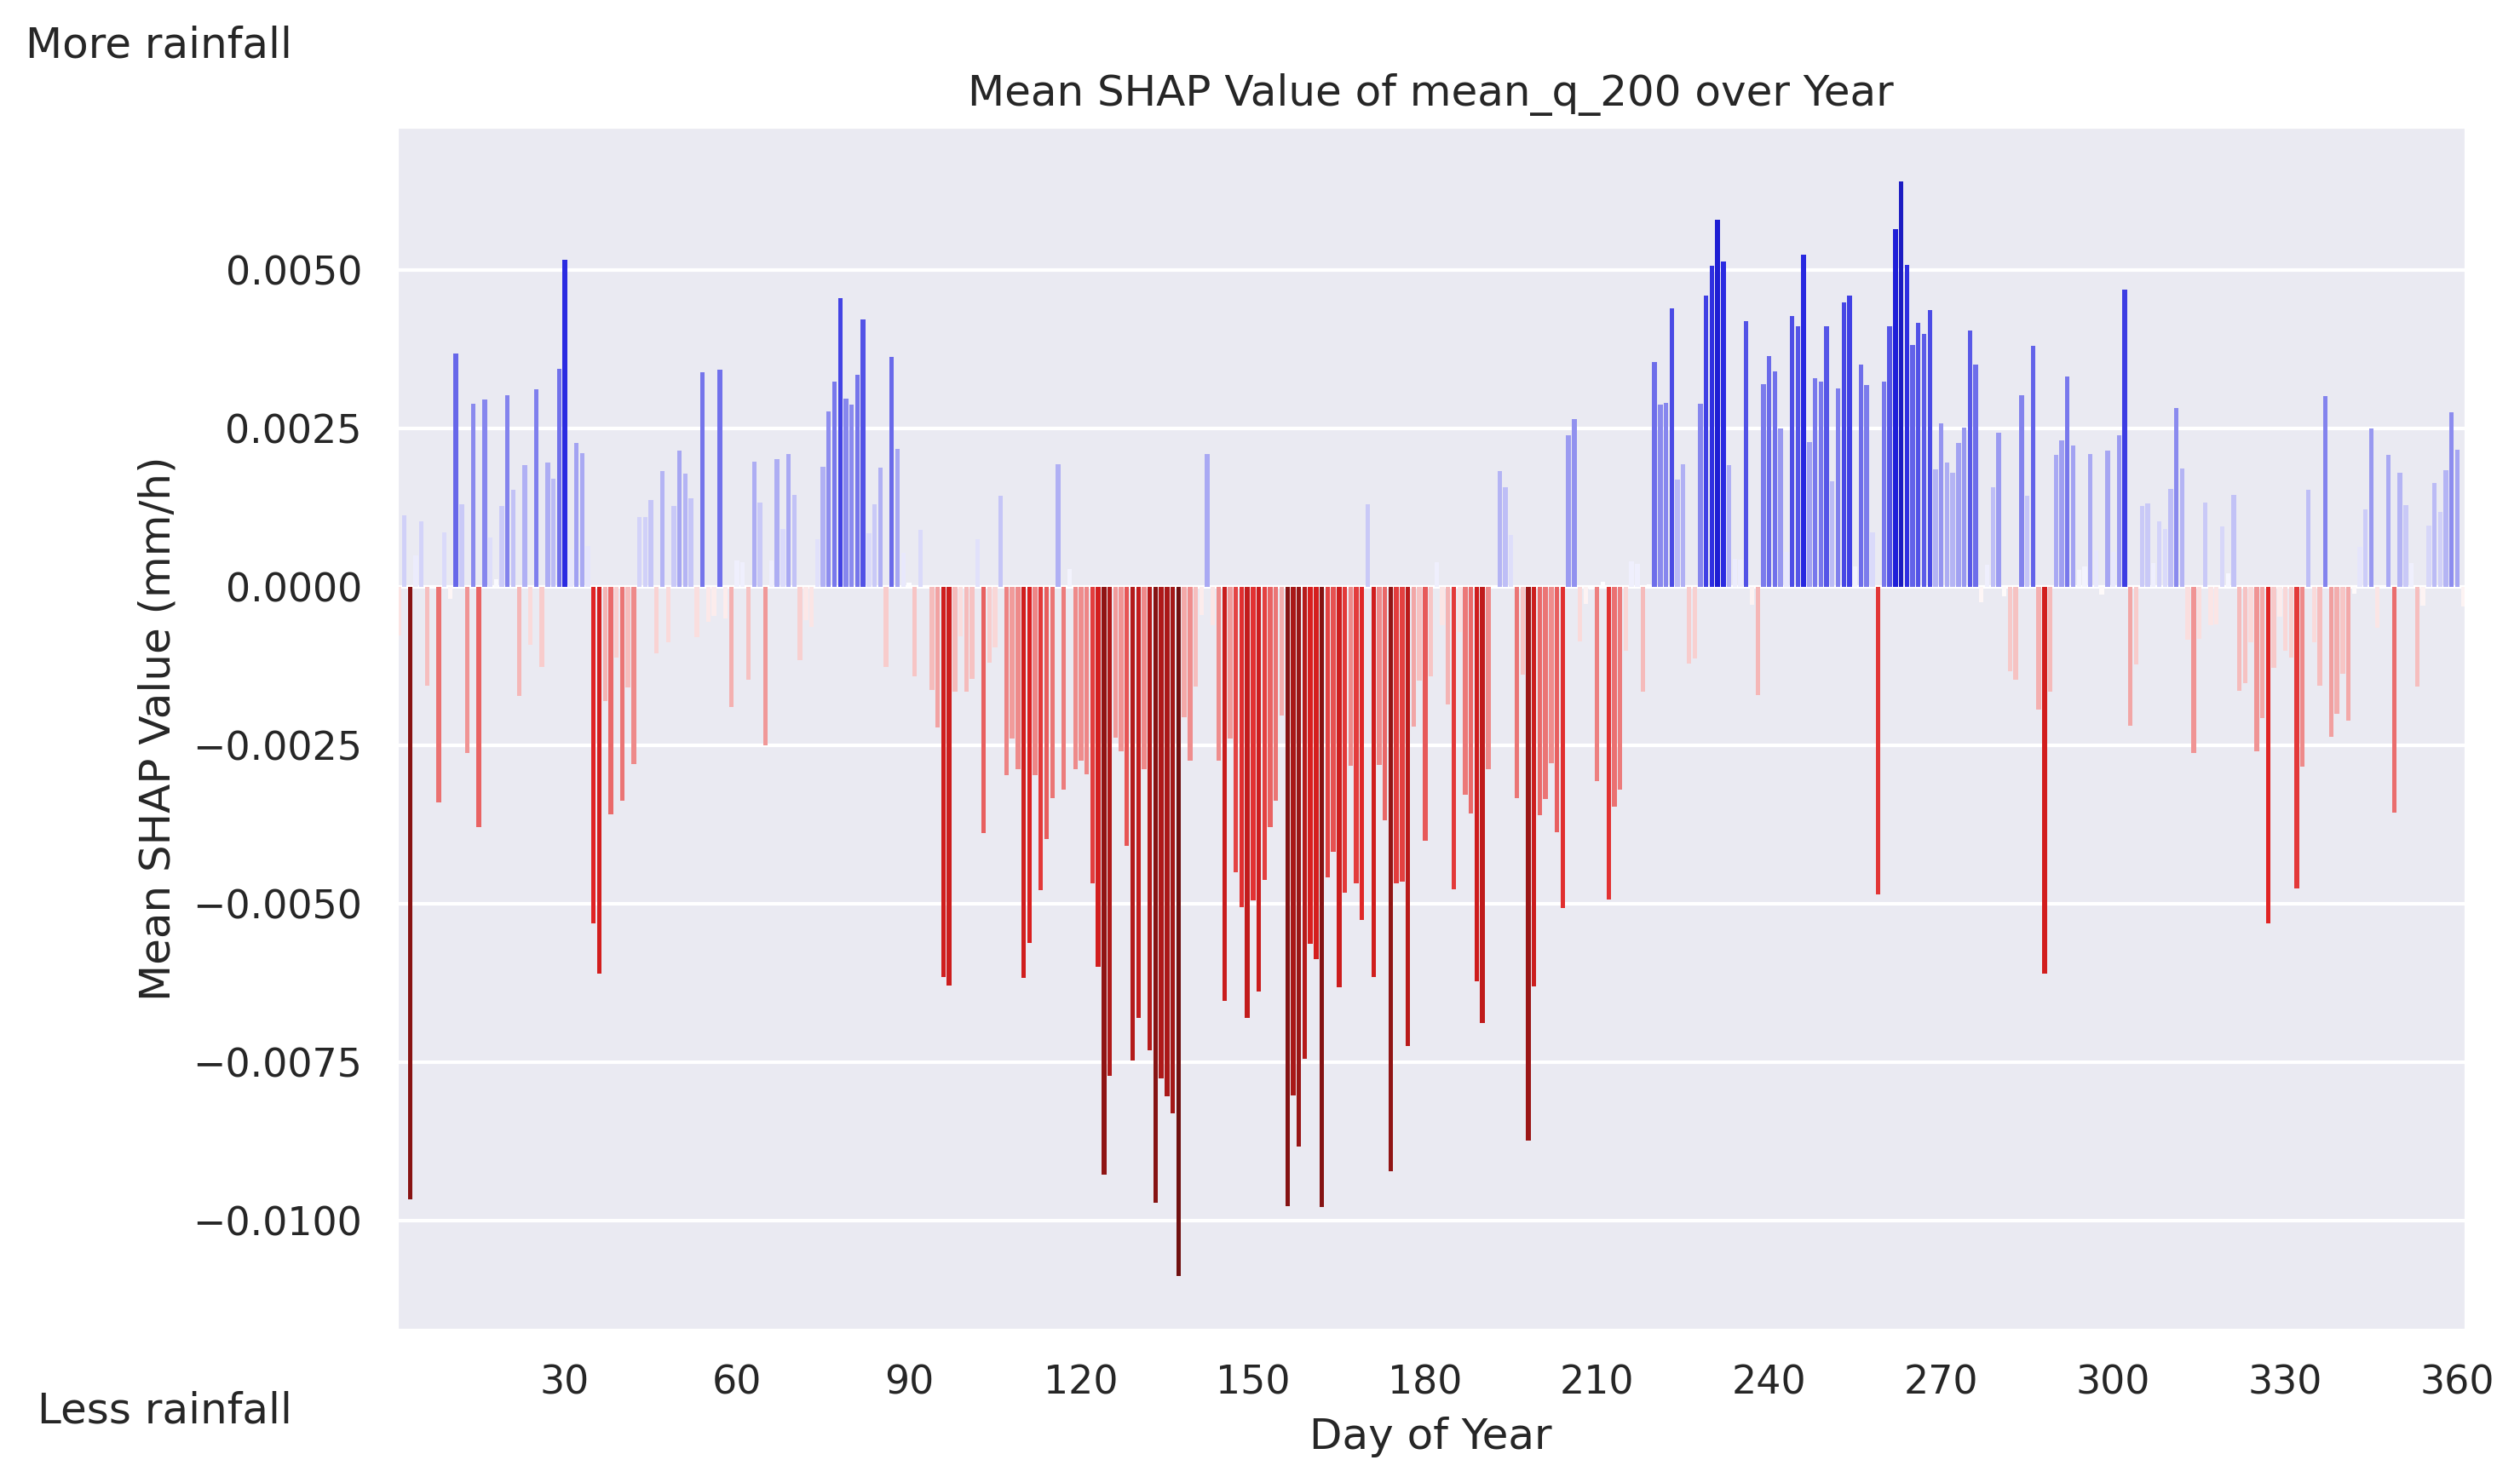 More rainfall
Mean SHAP Value of mean_q_200 over Year
Mean SHAP Value (mm/h)
0.0050
0.0025
0.0000
−0.0025
−0.0050
−0.0075
−0.0100
30 60 90 120 150 180 210 240 270 300 330 360
Less rainfall
Day of Year